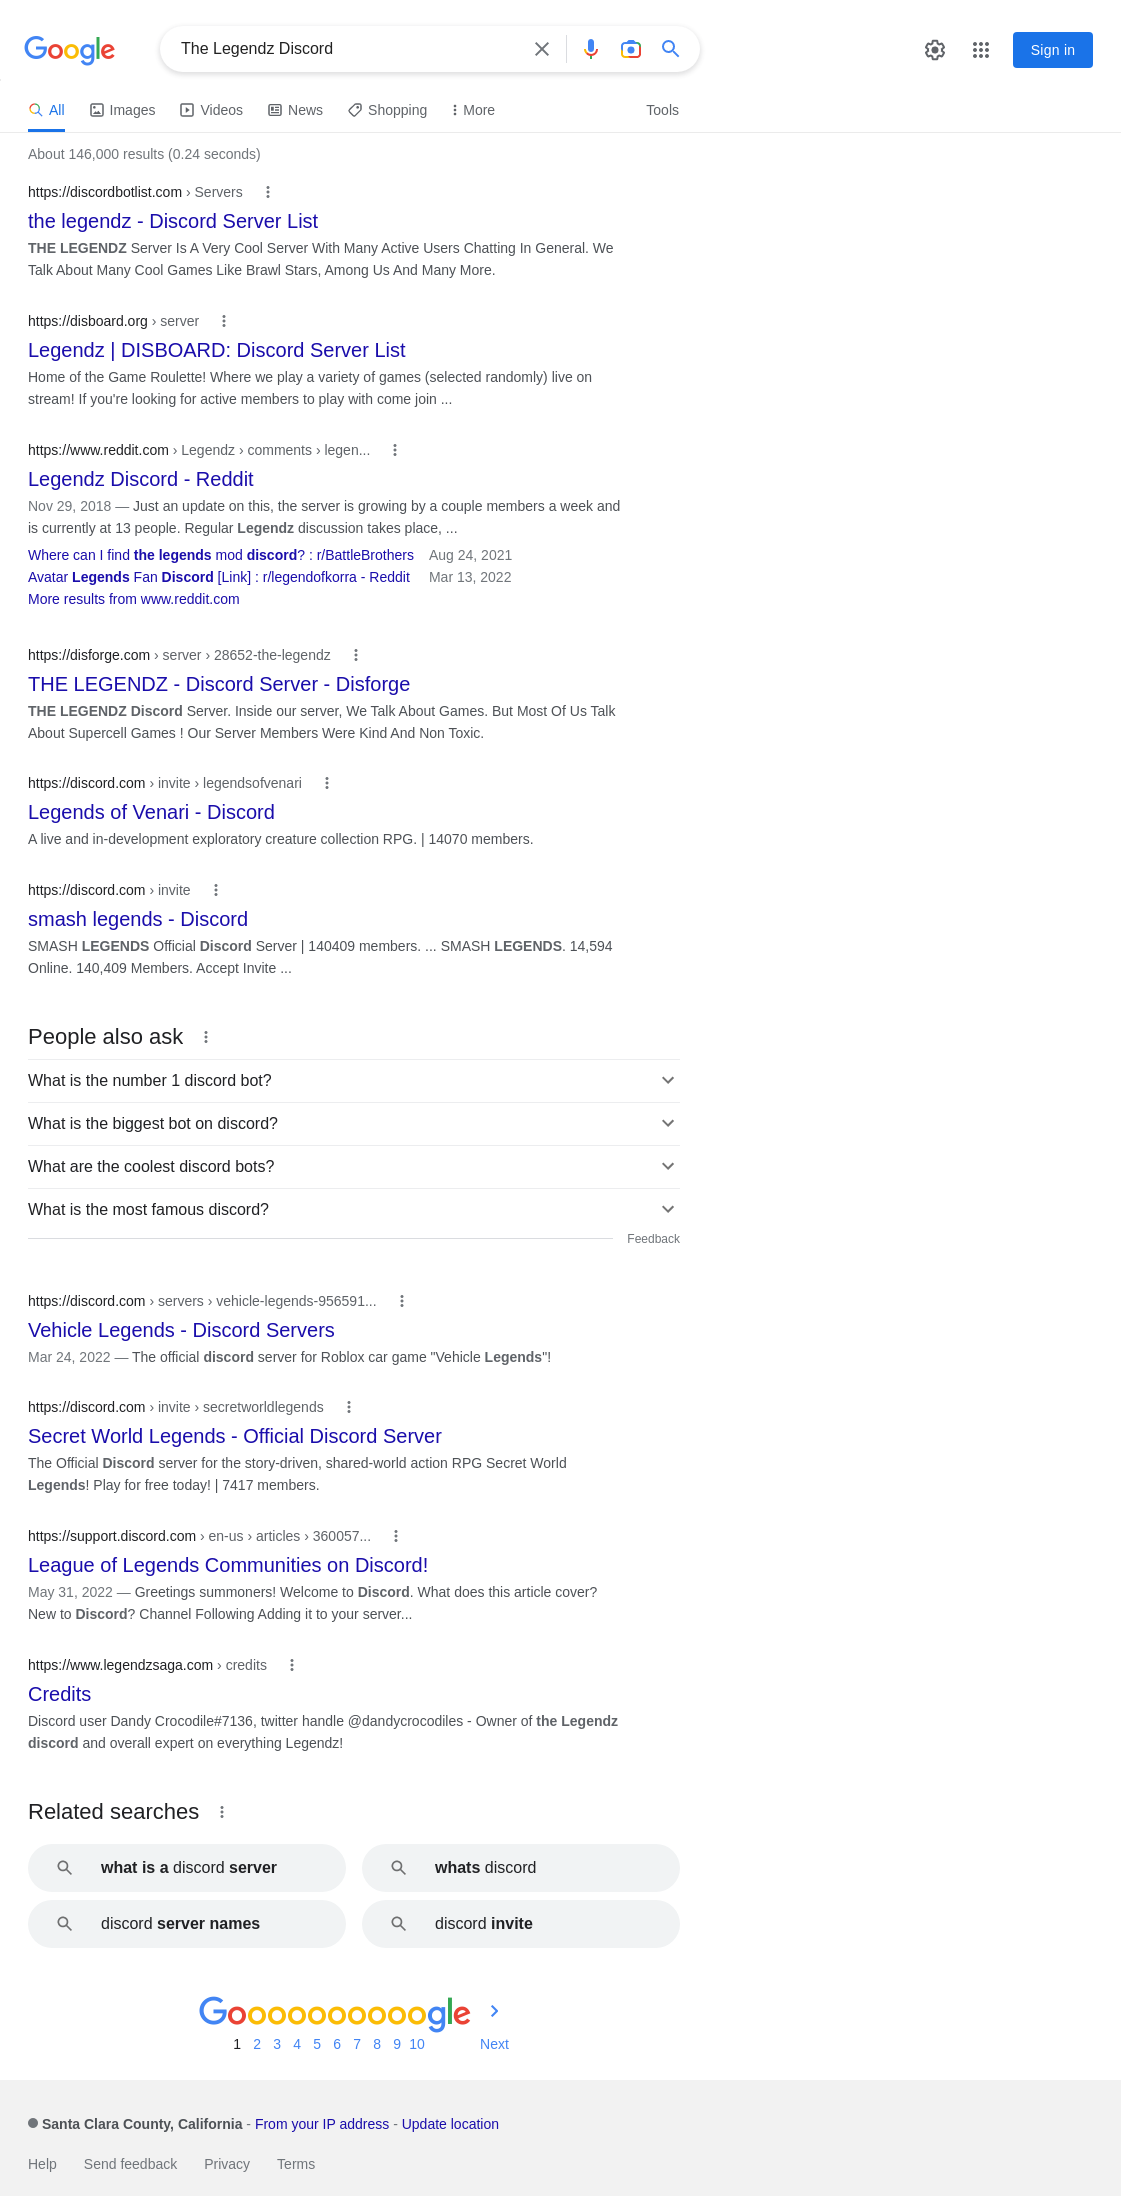 Google
The Legendz Discord
Sign in
All
Images
Videos
News
Shopping
More
Tools
About 146,000 results (0.24 seconds)
https://discordbotlist.com › Servers
the legendz - Discord Server List
THE LEGENDZ Server Is A Very Cool Server With Many Active Users Chatting In General. We
Talk About Many Cool Games Like Brawl Stars, Among Us And Many More.
https://disboard.org › server
Legendz | DISBOARD: Discord Server List
Home of the Game Roulette! Where we play a variety of games (selected randomly) live on
stream! If you're looking for active members to play with come join ...
https://www.reddit.com › Legendz › comments › legen...
Legendz Discord - Reddit
Nov 29, 2018 — Just an update on this, the server is growing by a couple members a week and
is currently at 13 people. Regular Legendz discussion takes place, ...
Where can I find the legends mod discord? : r/BattleBrothers Aug 24, 2021
Avatar Legends Fan Discord [Link] : r/legendofkorra - Reddit Mar 13, 2022
More results from www.reddit.com
https://disforge.com › server › 28652-the-legendz
THE LEGENDZ - Discord Server - Disforge
THE LEGENDZ Discord Server. Inside our server, We Talk About Games. But Most Of Us Talk
About Supercell Games ! Our Server Members Were Kind And Non Toxic.
https://discord.com › invite › legendsofvenari
Legends of Venari - Discord
A live and in-development exploratory creature collection RPG. | 14070 members.
https://discord.com › invite
smash legends - Discord
SMASH LEGENDS Official Discord Server | 140409 members. ... SMASH LEGENDS. 14,594
Online. 140,409 Members. Accept Invite ...
People also ask
What is the number 1 discord bot?
What is the biggest bot on discord?
What are the coolest discord bots?
What is the most famous discord?
Feedback
https://discord.com › servers › vehicle-legends-956591...
Vehicle Legends - Discord Servers
Mar 24, 2022 — The official discord server for Roblox car game "Vehicle Legends"!
https://discord.com › invite › secretworldlegends
Secret World Legends - Official Discord Server
The Official Discord server for the story-driven, shared-world action RPG Secret World
Legends! Play for free today! | 7417 members.
https://support.discord.com › en-us › articles › 360057...
League of Legends Communities on Discord!
May 31, 2022 — Greetings summoners! Welcome to Discord. What does this article cover?
New to Discord? Channel Following Adding it to your server...
https://www.legendzsaga.com › credits
Credits
Discord user Dandy Crocodile#7136, twitter handle @dandycrocodiles - Owner of the Legendz
discord and overall expert on everything Legendz!
Related searches
what is a discord server
whats discord
discord server names
discord invite
Goooooooooogle
1 2 3 4 5 6 7 8 9 10 Next
Santa Clara County, California - From your IP address - Update location
Help Send feedback Privacy Terms